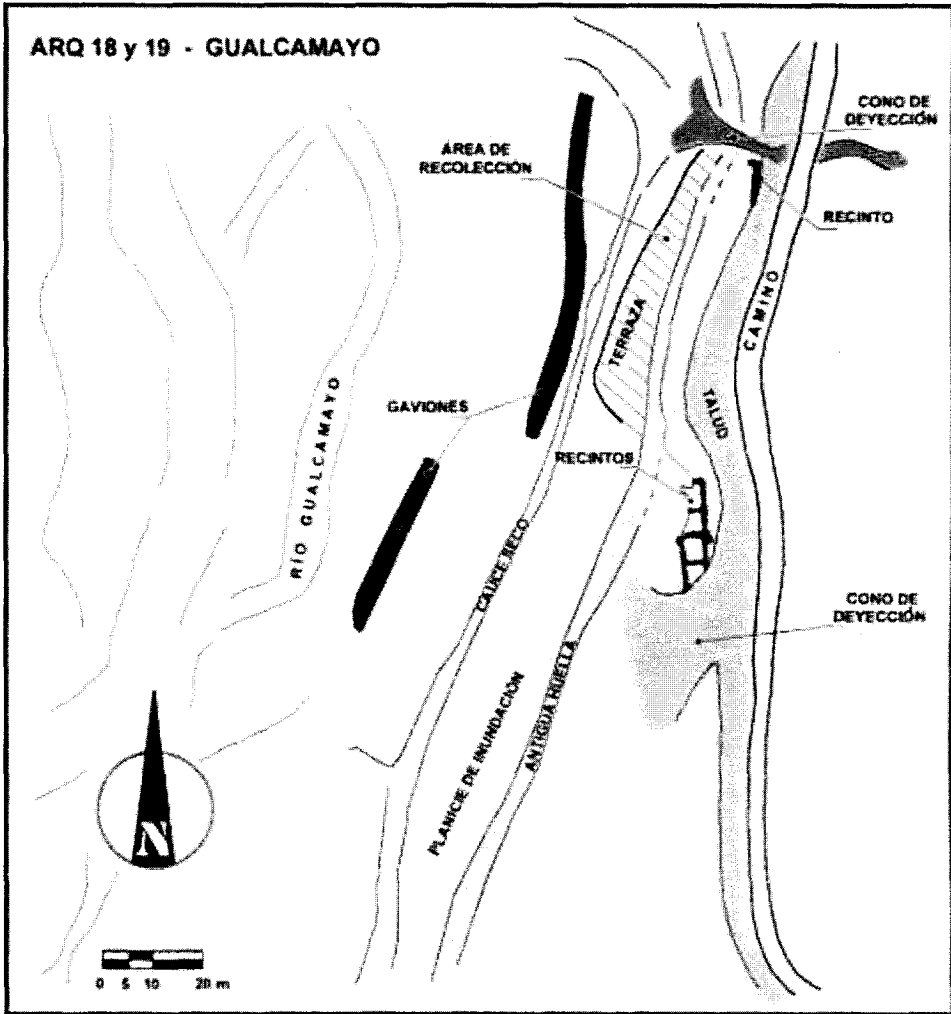 ARQ 18 y 19 - GUALCAMAYO
CONO DE
DEYECCIÓN
ÁREA DE
RECOLECCIÓN
RECINTO
CAMINO
TERRAZA
TALUD
GAVIONES
RÍO GUALCAMAYO
RECINTOS
CAUCE SECO
CONO DE
DEYECCIÓN
ANTIGUA HUELLA
PLANICIE DE INUNDACIÓN
N
0 5 10 20 m